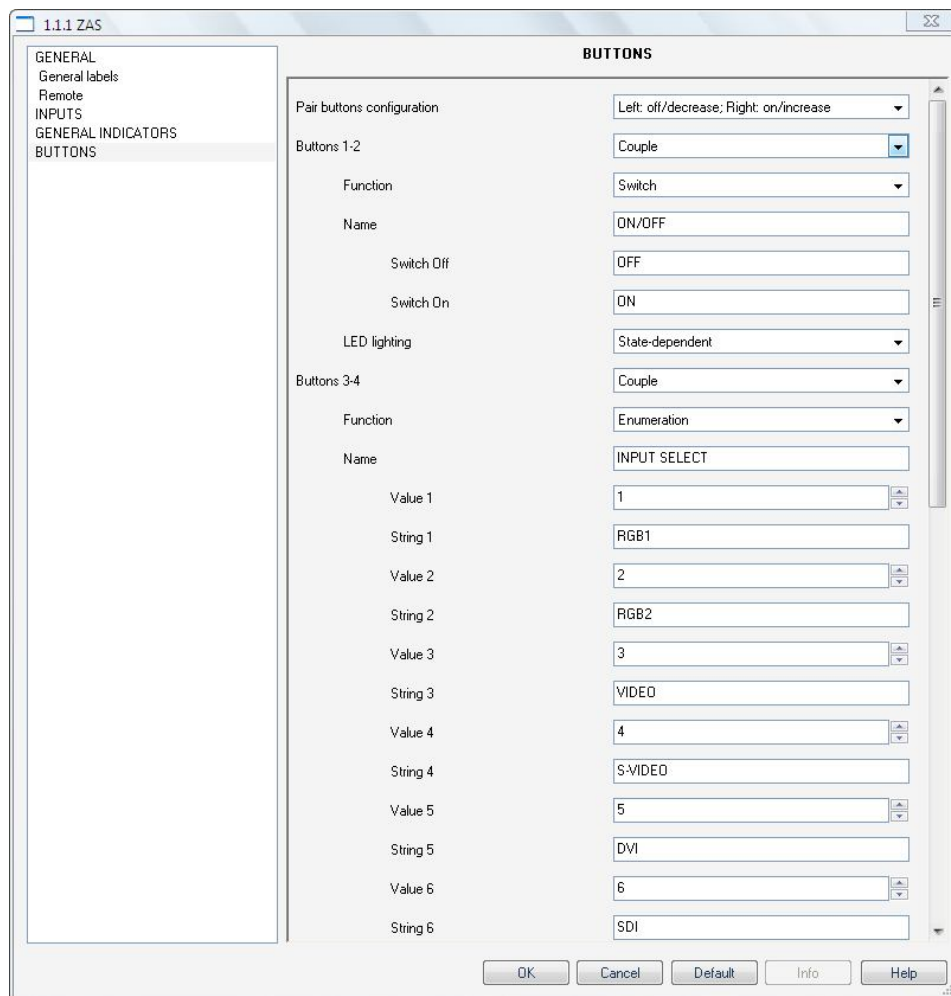 1.1.1 ZAS
GENERAL
General labels
Remote
INPUTS
GENERAL INDICATORS
BUTTONS
BUTTONS
Pair buttons configuration Left: off/decrease; Right: on/increase
Buttons 1-2 Couple
Function Switch
Name ON/OFF
Switch Off OFF
Switch On ON
LED lighting State-dependent
Buttons 3-4 Couple
Function Enumeration
Name INPUT SELECT
Value 1 1
String 1 RGB1
Value 2 2
String 2 RGB2
Value 3 3
String 3 VIDEO
Value 4 4
String 4 S-VIDEO
Value 5 5
String 5 DVI
Value 6 6
String 6 SDI
OK Cancel Default Info Help